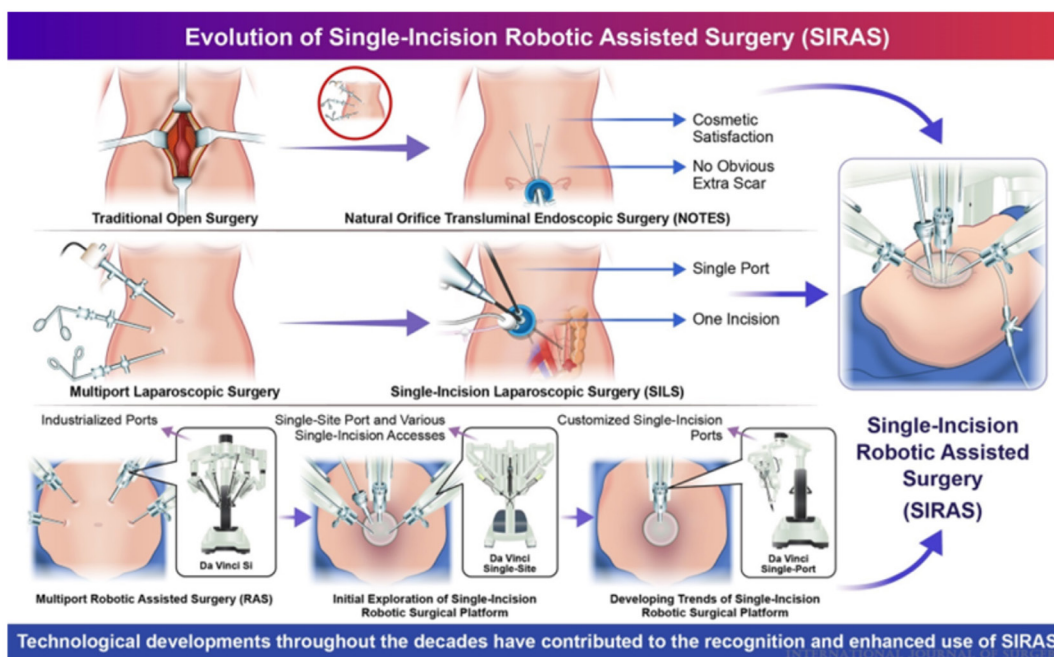 Evolution of Single-Incision Robotic Assisted Surgery (SIRAS)
Cosmetic
Satisfaction
No Obvious
Extra Scar
Traditional Open Surgery
Natural Orifice Transluminal Endoscopic Surgery (NOTES)
Single Port
One Incision
Multiport Laparoscopic Surgery
Single-Incision Laparoscopic Surgery (SILS)
Industrialized Ports
Single-Site Port and Various
Single-Incision Accesses
Customized Single-Incision
Ports
Da Vinci Si
Da Vinci
Single-Site
Da Vinci
Single-Port
Multiport Robotic Assisted Surgery (RAS)
Initial Exploration of Single-Incision
Robotic Surgical Platform
Developing Trends of Single-Incision
Robotic Surgical Platform
Single-Incision
Robotic Assisted
Surgery
(SIRAS)
Technological developments throughout the decades have contributed to the recognition and enhanced use of SIRAS
INTERNATIONAL JOURNAL OF SURGERY